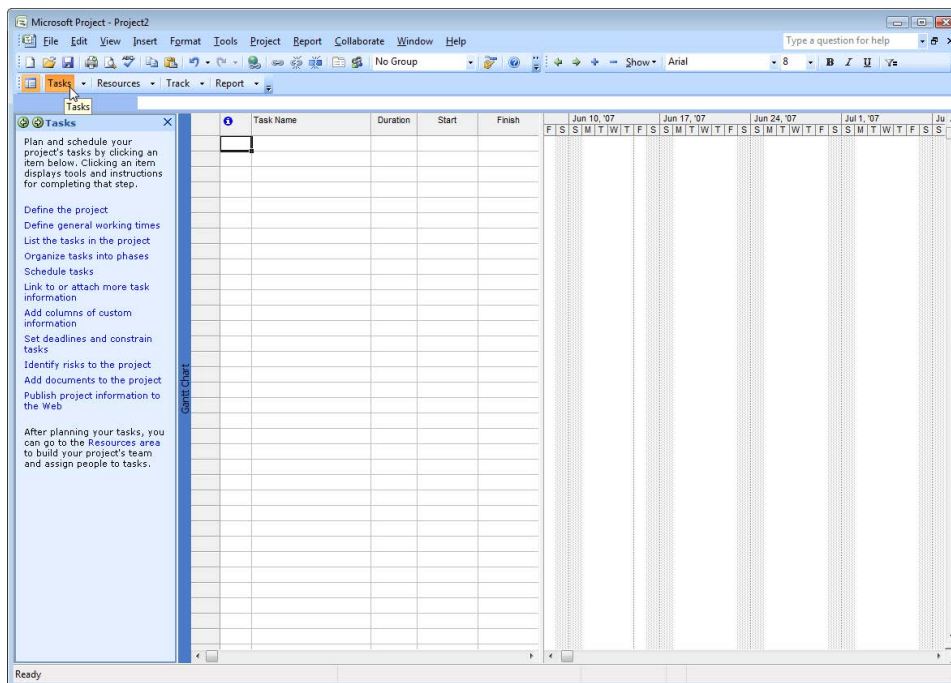 Microsoft Project - Project2
File Edit View Insert Format Tools Project Report Collaborate Window Help Type a question for help
No Group Show Arial 8 B I U
Tasks Resources Track Report
Tasks
Tasks
Plan and schedule your
project's tasks by clicking an
item below. Clicking an item
displays tools and instructions
for completing that step.
Define the project
Define general working times
List the tasks in the project
Organize tasks into phases
Schedule tasks
Link to or attach more task
information
Add columns of custom
information
Set deadlines and constrain
tasks
Identify risks to the project
Add documents to the project
Publish project information to
the Web
After planning your tasks, you
can go to the Resources area
to build your project's team
and assign people to tasks.
Gantt Chart
Task Name Duration Start Finish
Jun 10, '07 Jun 17, '07 Jun 24, '07 Jul 1, '07 Ju
F S S M T W T F S S M T W T F S S M T W T F S S M T W T F S S
Ready